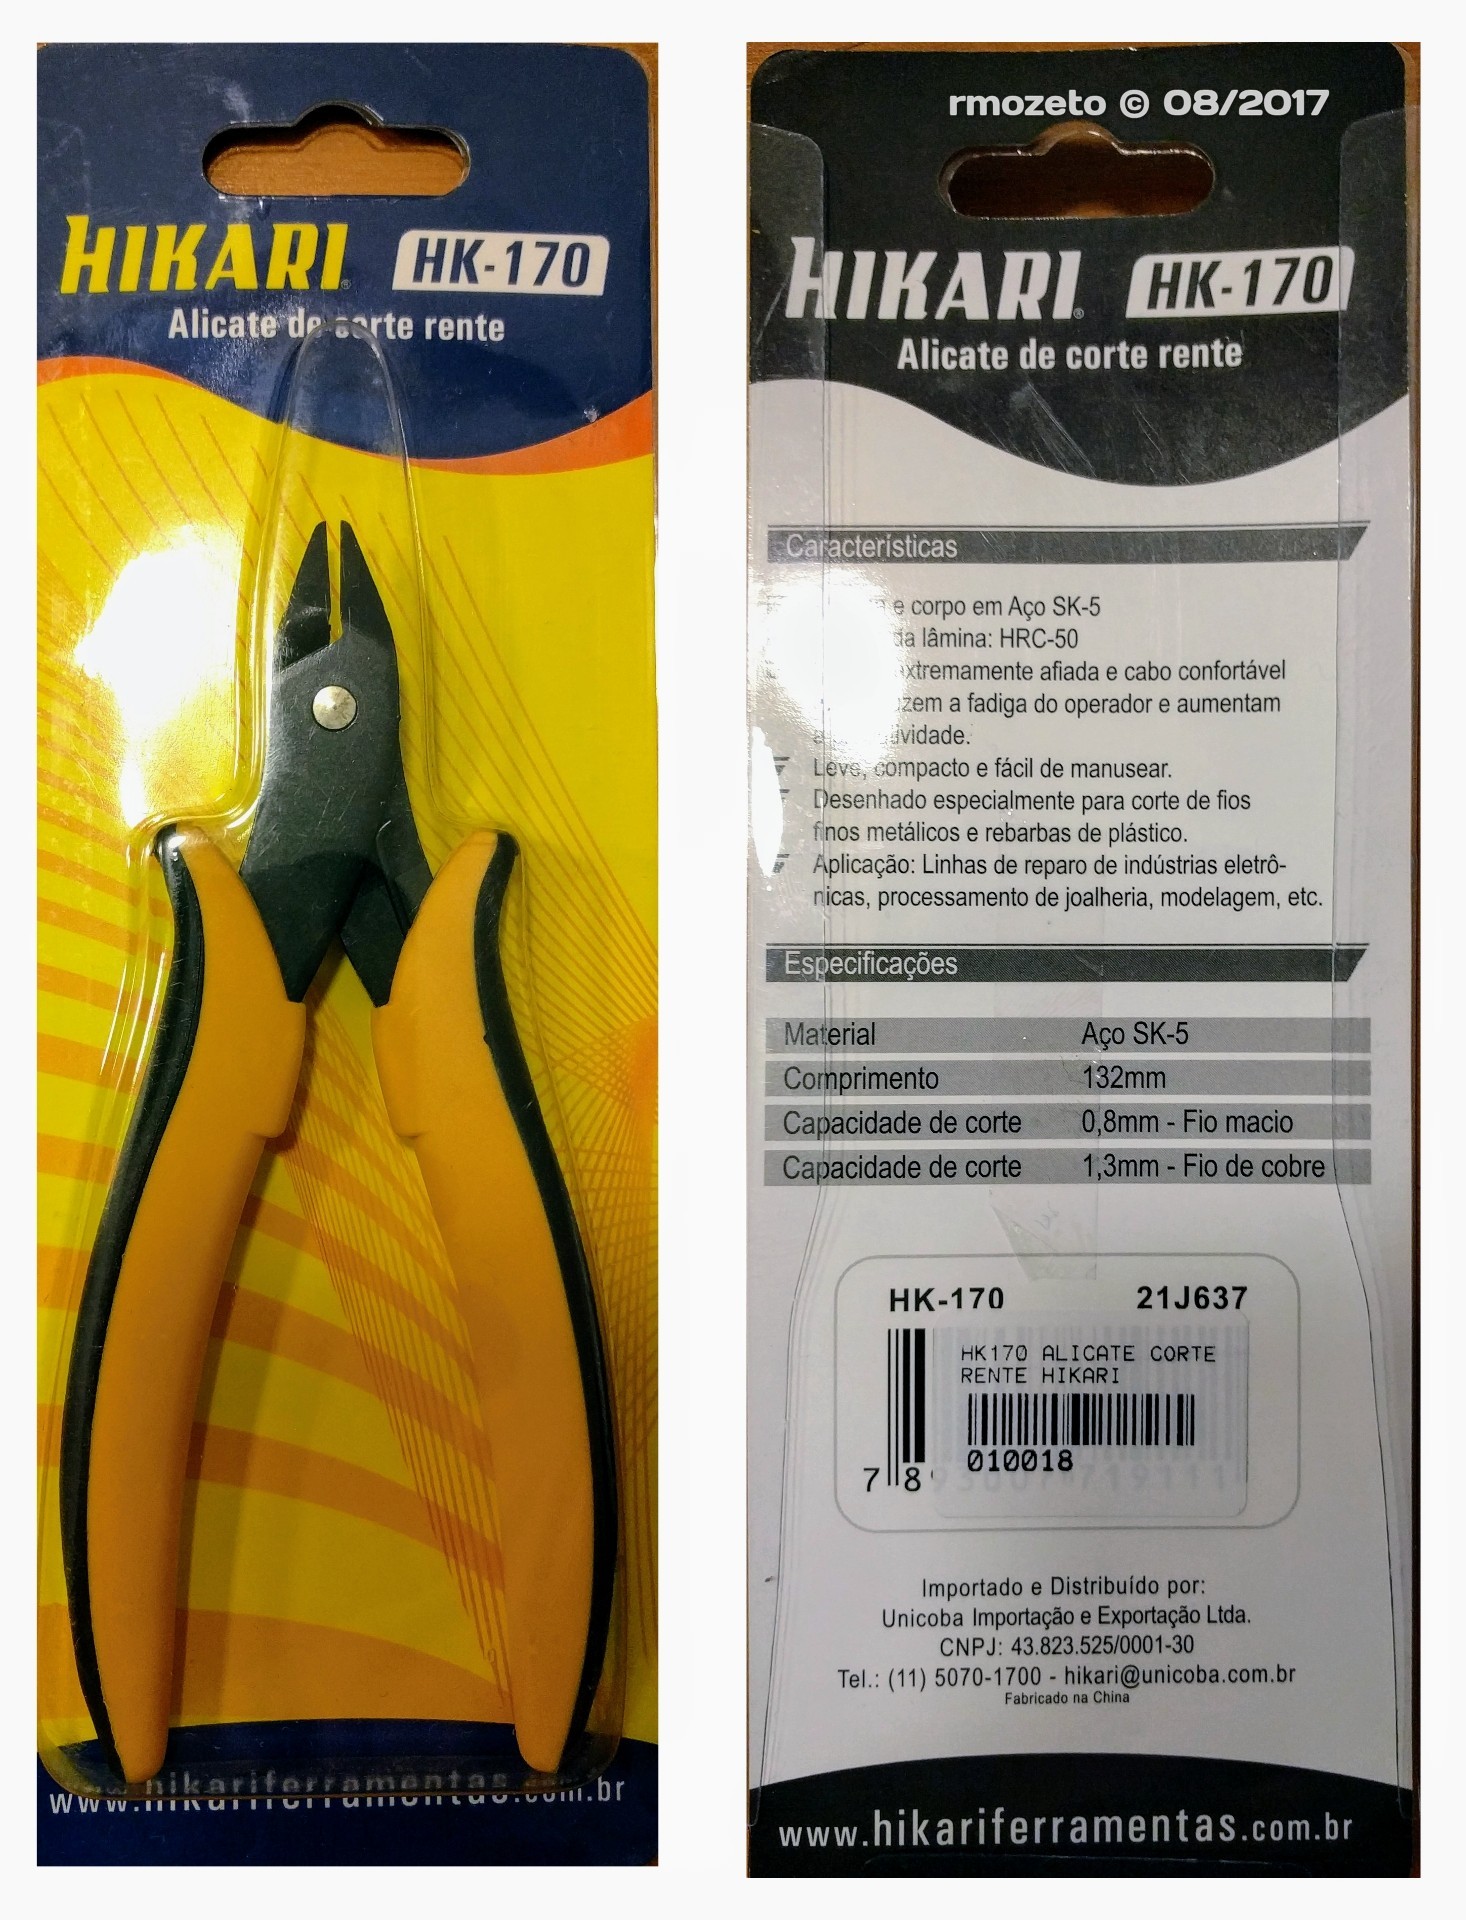 HIKARI® HK-170
Alicate de corte rente
www.hikariferramentas.com.br
rmozeto © 08/2017
HIKARI® HK-170
Alicate de corte rente
Características
e corpo em Aço SK-5
da lâmina: HRC-50
afiada e cabo confortável
a fadiga do operador e aumentam
Leve, compacto e fácil de manusear.
Desenhado especialmente para corte de fios
finos metálicos e rebarbas de plástico.
Aplicação: Linhas de reparo de indústrias eletrô-
nicas, processamento de joalheria, modelagem, etc.
Especificações
Material Aço SK-5
Comprimento 132mm
Capacidade de corte 0,8mm - Fio macio
Capacidade de corte 1,3mm - Fio de cobre
HK-170 21J637
HK170 ALICATE CORTE
RENTE HIKARI
010018
7 8
Importado e Distribuído por:
Unicoba Importação e Exportação Ltda.
CNPJ: 43.823.525/0001-30
Tel.: (11) 5070-1700 - hikari@unicoba.com.br
Fabricado na China
www.hikariferramentas.com.br